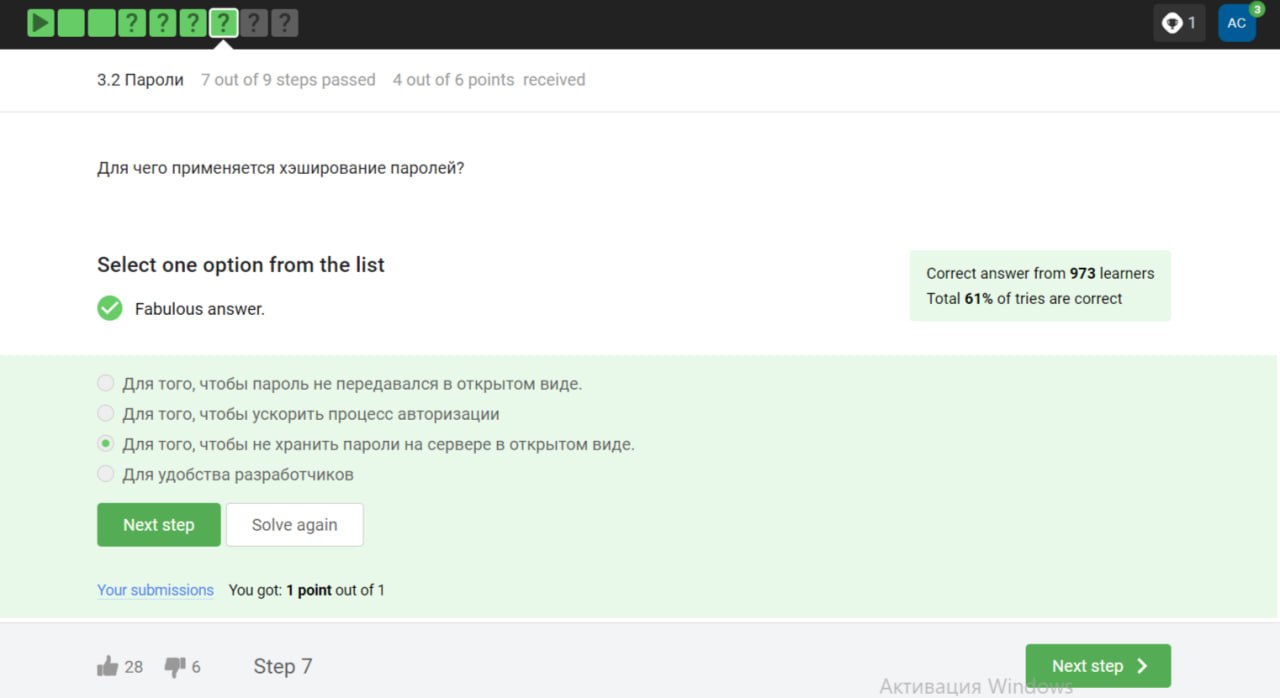 ? ? ? ? ? ?
1
AC
3
3.2 Пароли 7 out of 9 steps passed 4 out of 6 points received
Для чего применяется хэширование паролей?
Select one option from the list
Fabulous answer.
Correct answer from 973 learners
Total 61% of tries are correct
Для того, чтобы пароль не передавался в открытом виде.
Для того, чтобы ускорить процесс авторизации
Для того, чтобы не хранить пароли на сервере в открытом виде.
Для удобства разработчиков
Next step Solve again
Your submissions You got: 1 point out of 1
28 6 Step 7 Next step
Активация Windows